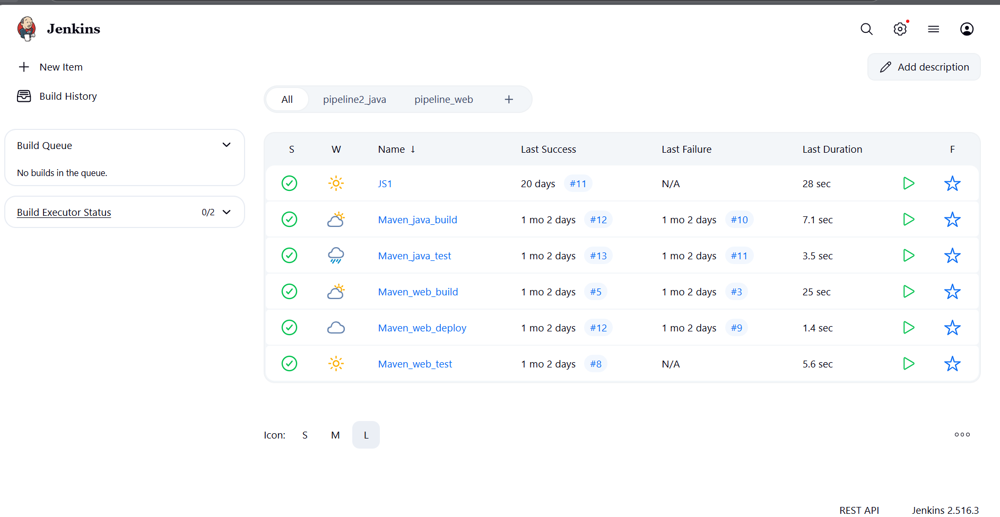 Jenkins
New Item
Add description
Build History
All pipeline2_java pipeline_web
Build Queue
No builds in the queue.
Build Executor Status 0/2
S W Name ↓ Last Success Last Failure Last Duration F
JS1 20 days #11 N/A 28 sec
Maven_java_build 1 mo 2 days #12 1 mo 2 days #10 7.1 sec
Maven_java_test 1 mo 2 days #13 1 mo 2 days #11 3.5 sec
Maven_web_build 1 mo 2 days #5 1 mo 2 days #3 25 sec
Maven_web_deploy 1 mo 2 days #12 1 mo 2 days #9 1.4 sec
Maven_web_test 1 mo 2 days #8 N/A 5.6 sec
Icon: S M L
REST API Jenkins 2.516.3